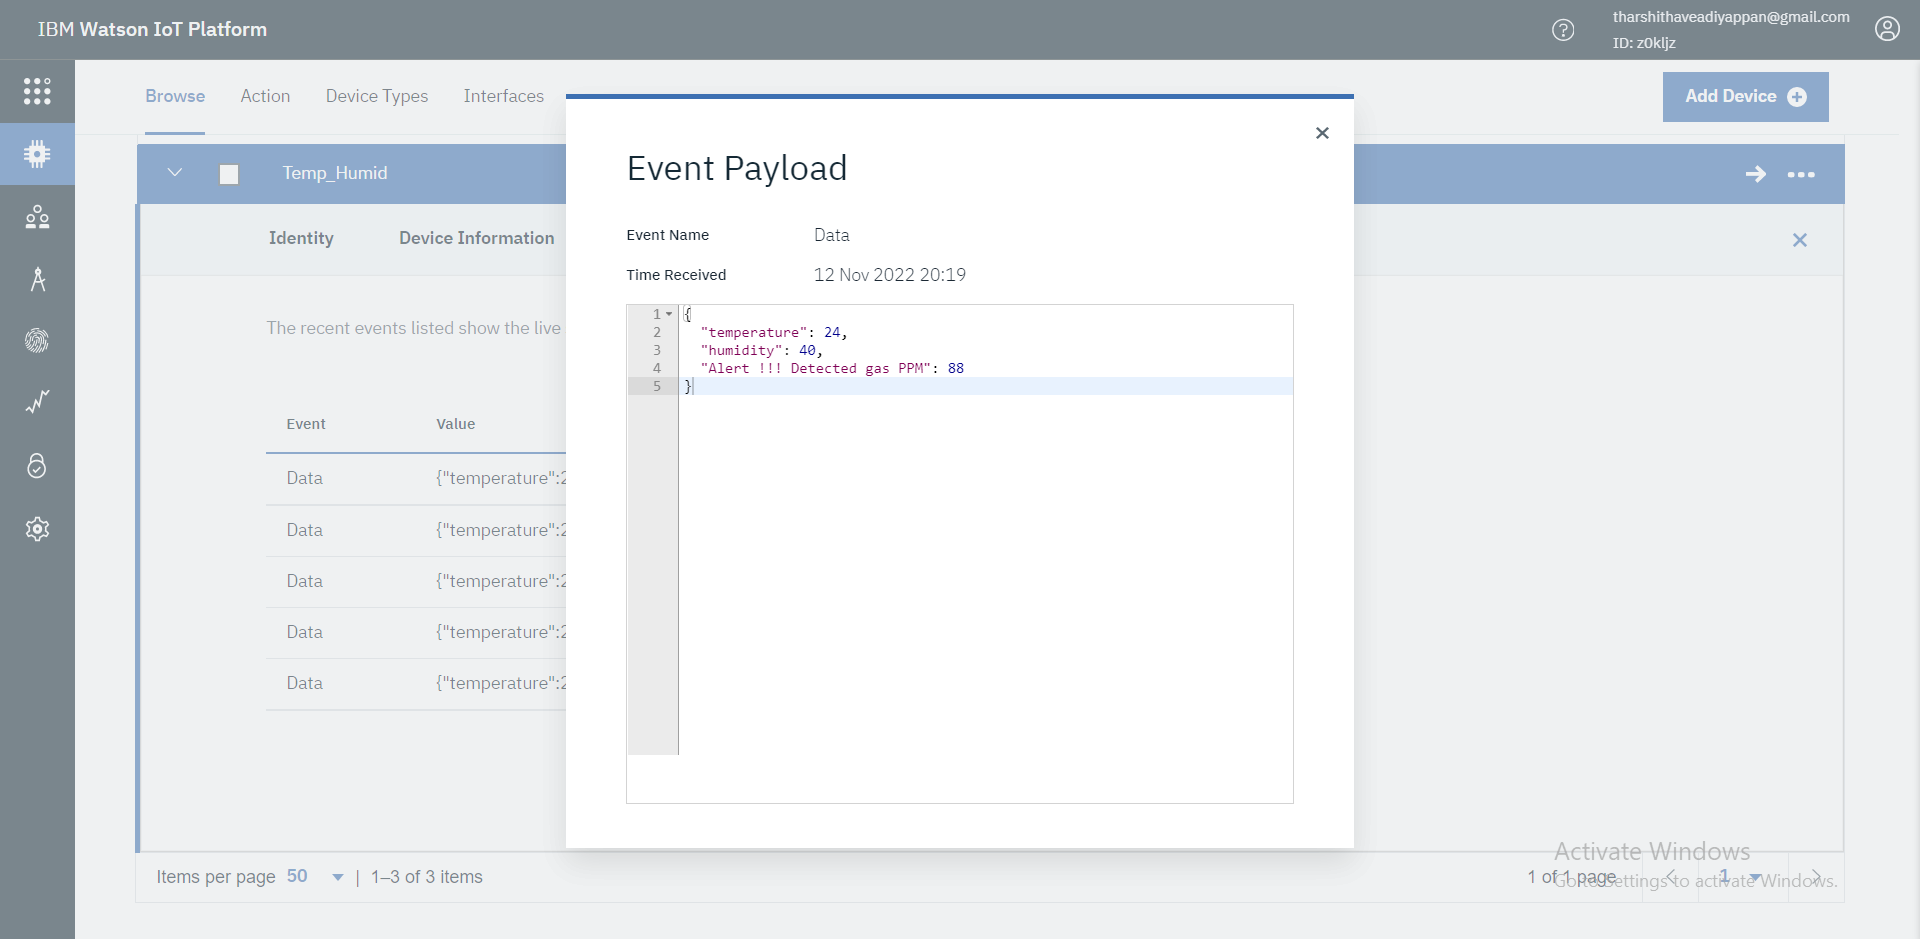 IBM Watson IoT Platform
tharshithaveadiyappan@gmail.com
ID: z0kljz
Browse Action Device Types Interfaces
Add Device
Temp_Humid
Identity Device Information
The recent events listed show the live
Event Value
Data {"temperature":2
Data {"temperature":2
Data {"temperature":2
Data {"temperature":2
Data {"temperature":2
Event Payload
Event Name Data
Time Received 12 Nov 2022 20:19
1 {
2 "temperature": 24,
3 "humidity": 40,
4 "Alert !!! Detected gas PPM": 88
5 }
Items per page 50 | 1–3 of 3 items
1 of 1 page 1
Activate Windows
Go to Settings to activate Windows.